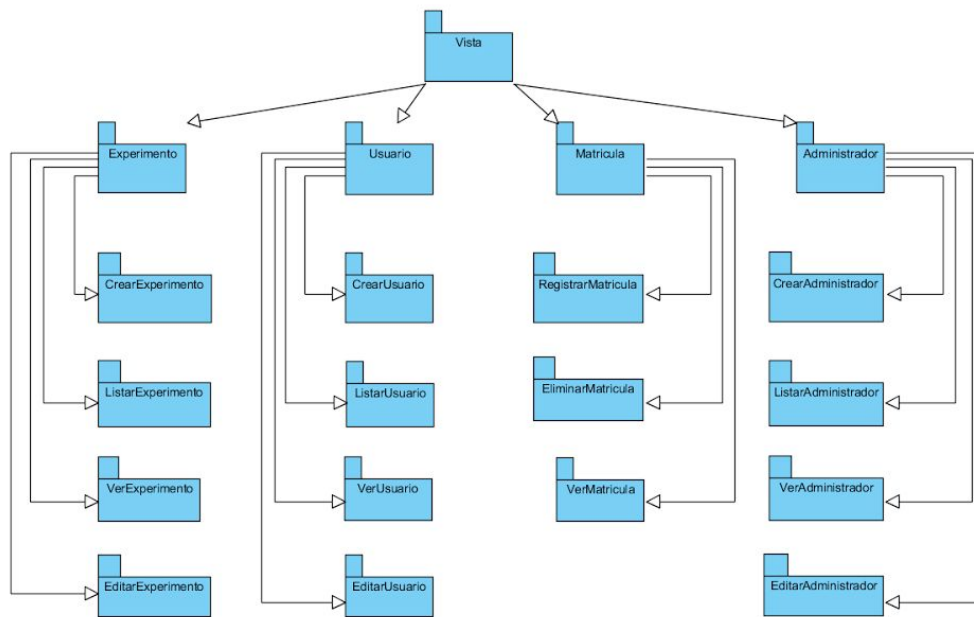 Vista
Experimento
Usuario
Matricula
Administrador
CrearExperimento
CrearUsuario
RegistrarMatricula
CrearAdministrador
ListarExperimento
ListarUsuario
EliminarMatricula
ListarAdministrador
VerExperimento
VerUsuario
VerMatricula
VerAdministrador
EditarExperimento
EditarUsuario
EditarAdministrador